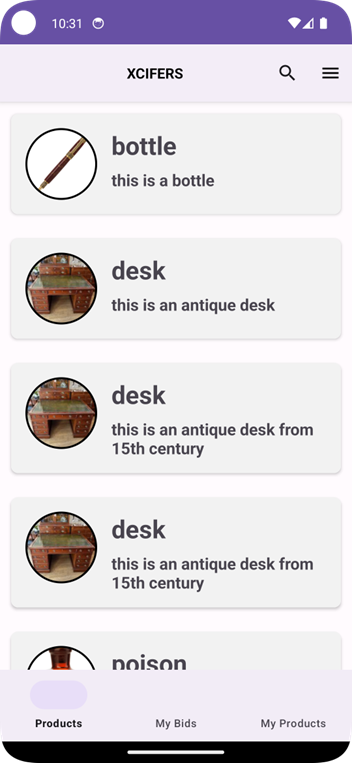 10:31
XCIFERS
bottle
this is a bottle
desk
this is an antique desk
desk
this is an antique desk from
15th century
desk
this is an antique desk from
15th century
poison
Products
My Bids
My Products